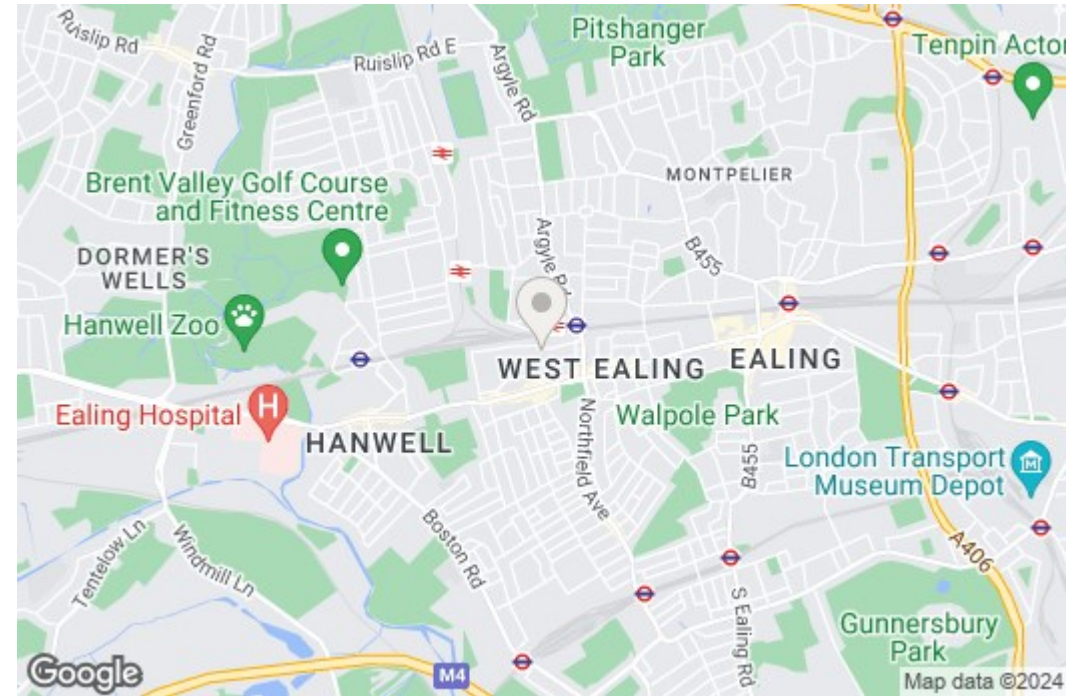 Ruislip Rd
Greenford Rd
Ruislip Rd E
Argyle Rd
Pitshanger
Park
Tenpin Acton
MONTPELIER
Brent Valley Golf Course
and Fitness Centre
DORMER'S
WELLS
Hanwell Zoo
Argyle Rd
B455
WEST EALING
EALING
Ealing Hospital
H
HANWELL
Walpole Park
Northfield Ave
B455
London Transport
Museum Depot
A406
Boston Rd
Tentelow Ln
Windmill Ln
S Ealing Rd
Gunnersbury
Park
M4
Google
Map data ©2024